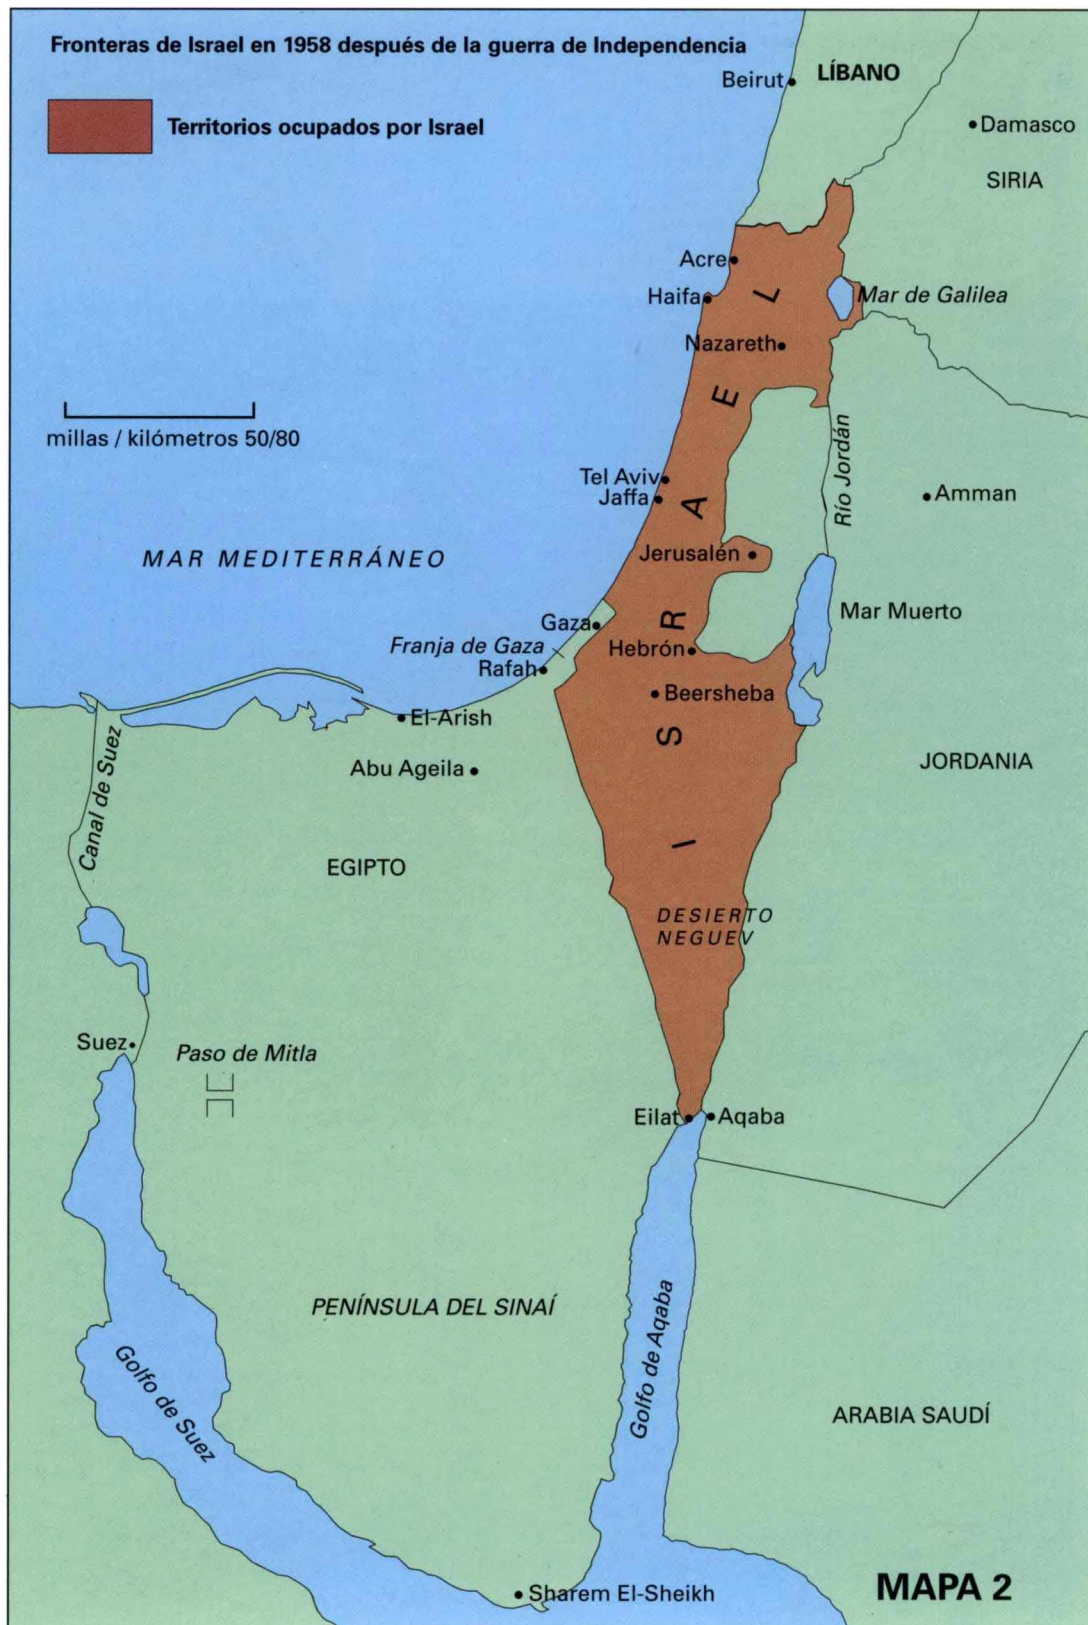 Fronteras de Israel en 1958 después de la guerra de Independencia
Territorios ocupados por Israel
Beirut
LÍBANO
Damasco
SIRIA
Acre
Haifa
Mar de Galilea
Nazareth
millas / kilómetros 50/80
Tel Aviv
Jaffa
Río Jordán
Amman
MAR MEDITERRÁNEO
Jerusalén
ISRAEL
Gaza
Mar Muerto
Franja de Gaza
Hebrón
Rafah
Beersheba
El-Arish
Canal de Suez
Abu Ageila
JORDANIA
EGIPTO
DESIERTO
NEGUEV
Suez
Paso de Mitla
Eilat
Aqaba
PENÍNSULA DEL SINAÍ
Golfo de Aqaba
Golfo de Suez
ARABIA SAUDÍ
Sharem El-Sheikh
MAPA 2